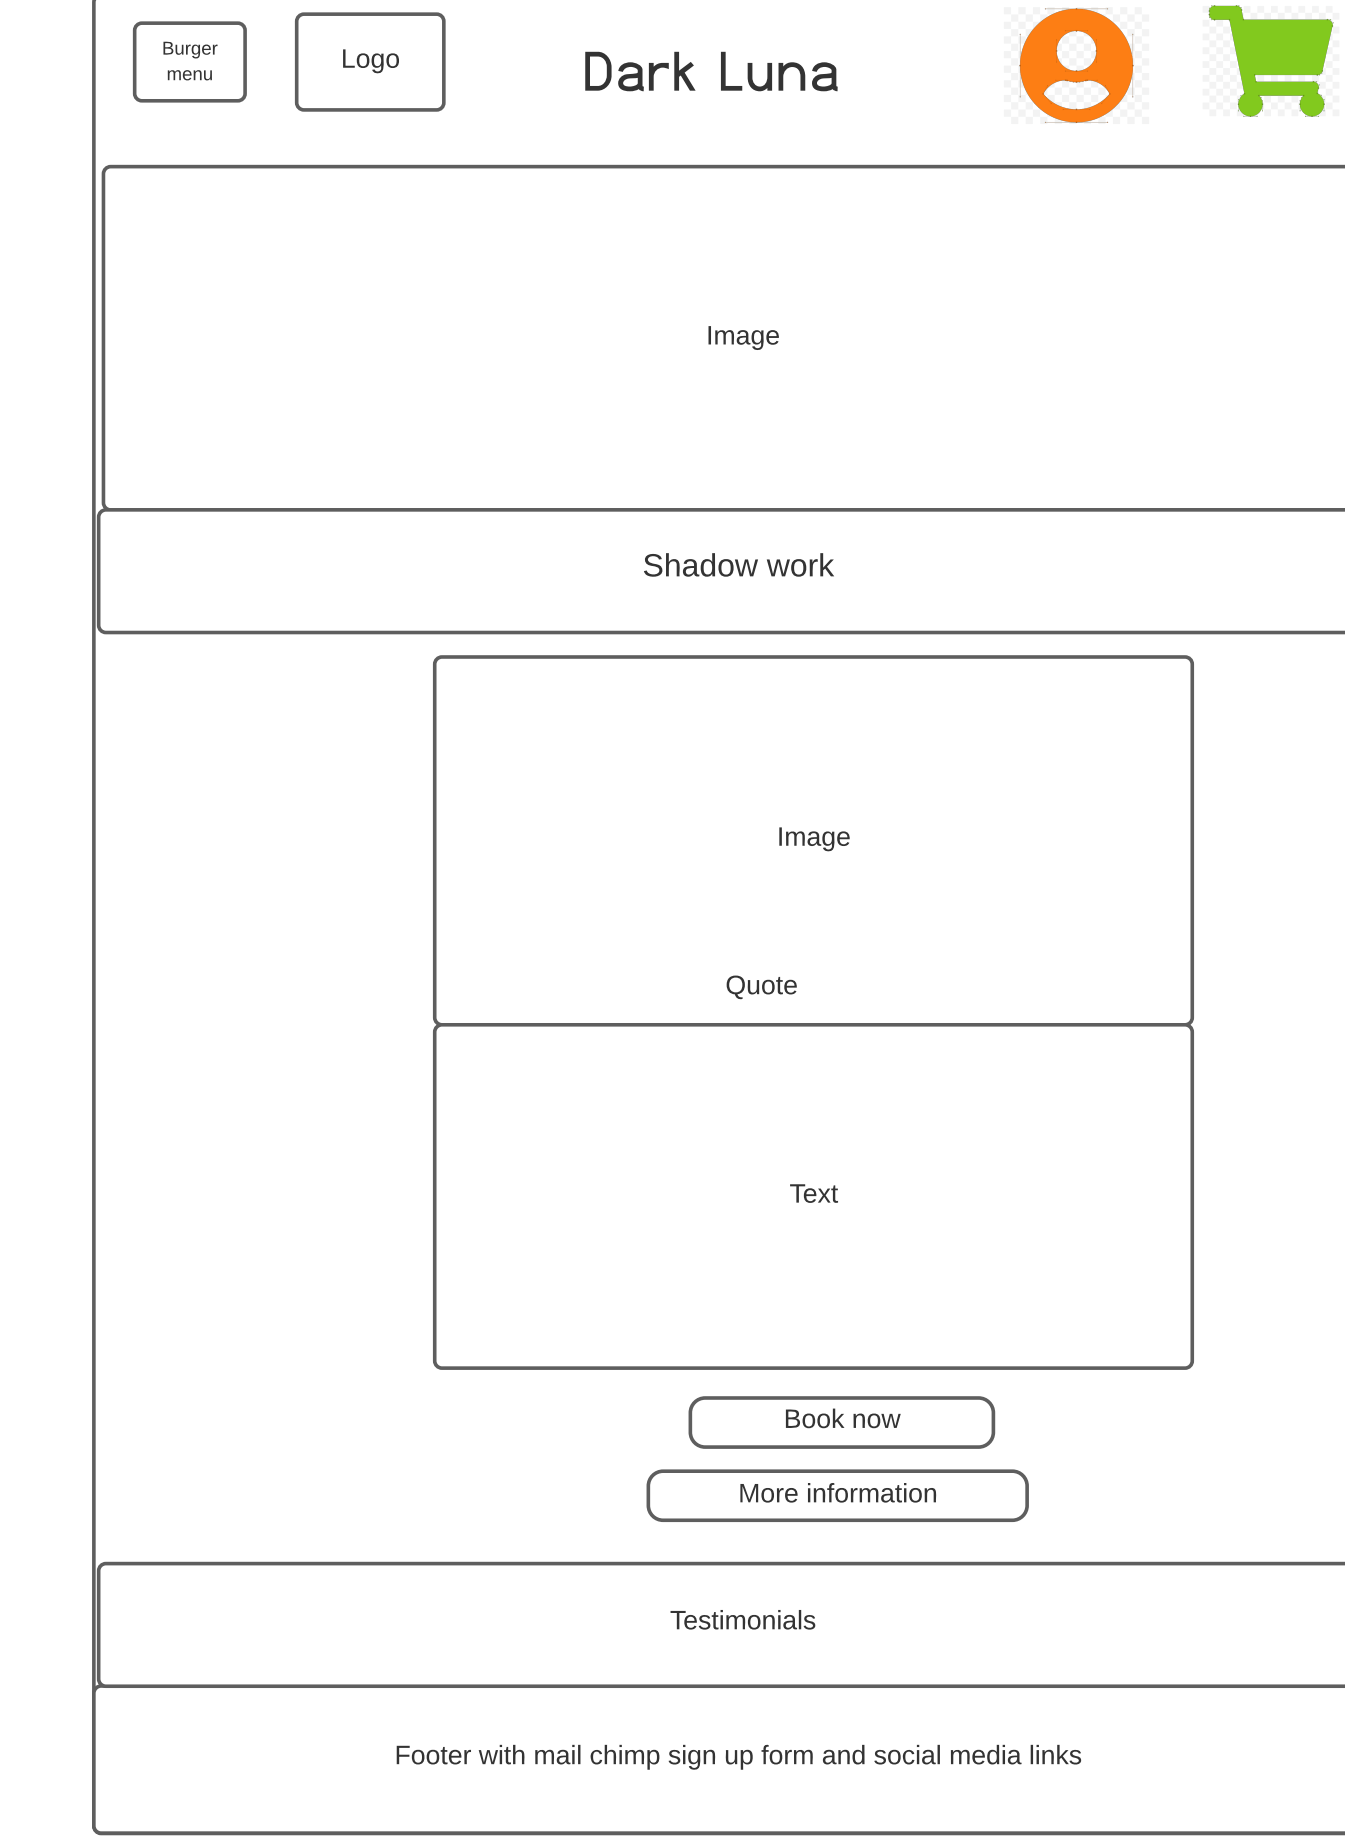 Burger
menu
Logo
Dark Luna
Image
Shadow work
Image
Quote
Text
Book now
More information
Testimonials
Footer with mail chimp sign up form and social media links